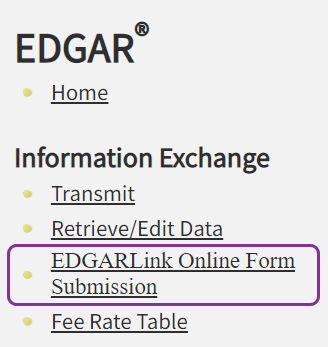 EDGAR®
Home
Information Exchange
Transmit
Retrieve/Edit Data
EDGARLink Online Form
Submission
Fee Rate Table